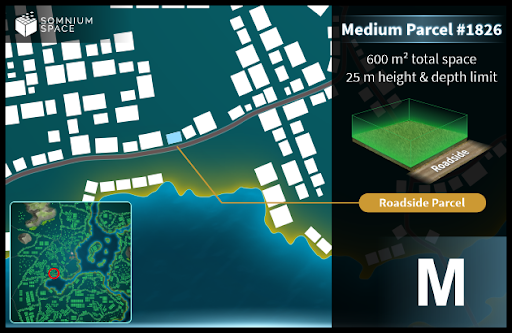 SOMNIUM
SPACE
Medium Parcel #1826
600 m² total space
25 m height & depth limit
Roadside
Roadside Parcel
M